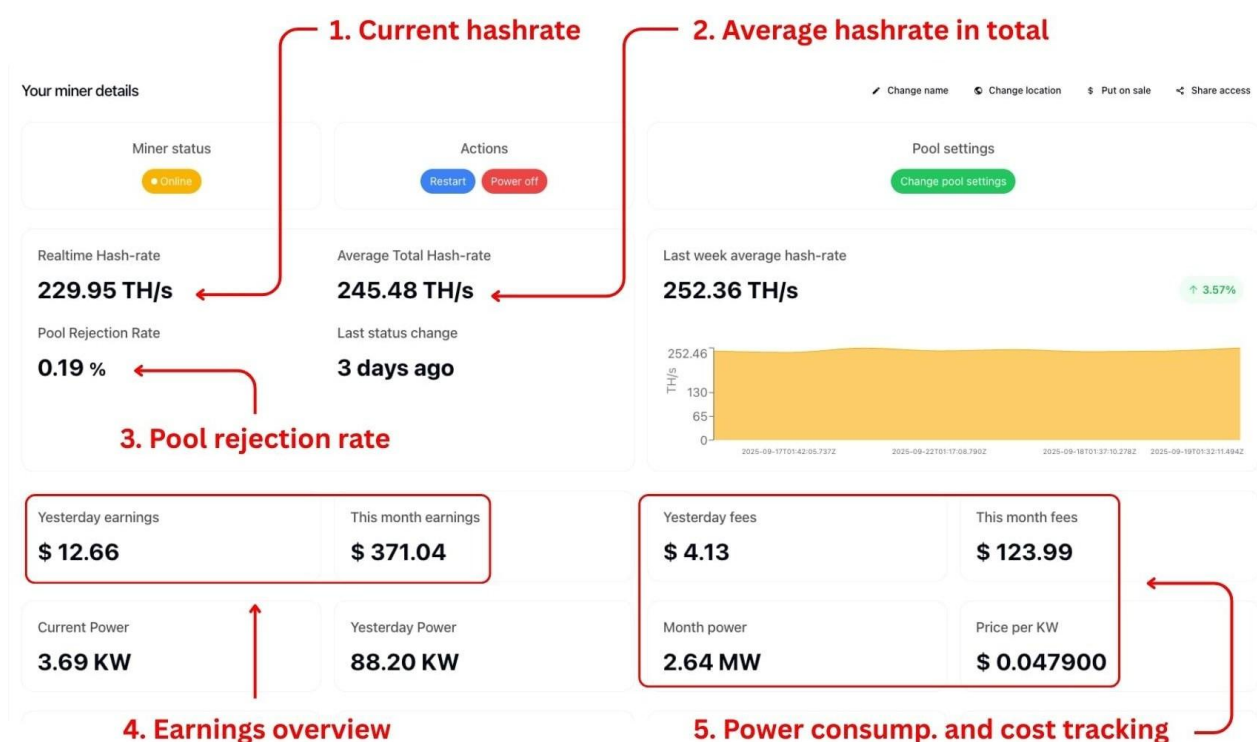 1. Current hashrate
2. Average hashrate in total
Your miner details
Change name
Change location
$ Put on sale
Share access
Miner status
Online
Actions
Restart
Power off
Pool settings
Change pool settings
Realtime Hash-rate
229.95 TH/s
Average Total Hash-rate
245.48 TH/s
Pool Rejection Rate
0.19 %
Last status change
3 days ago
3. Pool rejection rate
Last week average hash-rate
252.36 TH/s
↑ 3.57%
TH/s
252.46
130
65
0
2025-09-17T01:42:05.737Z
2025-09-22T01:17:08.790Z
2025-09-18T01:37:10.278Z
2025-09-19T01:32:11.494Z
Yesterday earnings
$ 12.66
This month earnings
$ 371.04
Yesterday fees
$ 4.13
This month fees
$ 123.99
Current Power
3.69 KW
Yesterday Power
88.20 KW
Month power
2.64 MW
Price per KW
$ 0.047900
4. Earnings overview
5. Power consump. and cost tracking